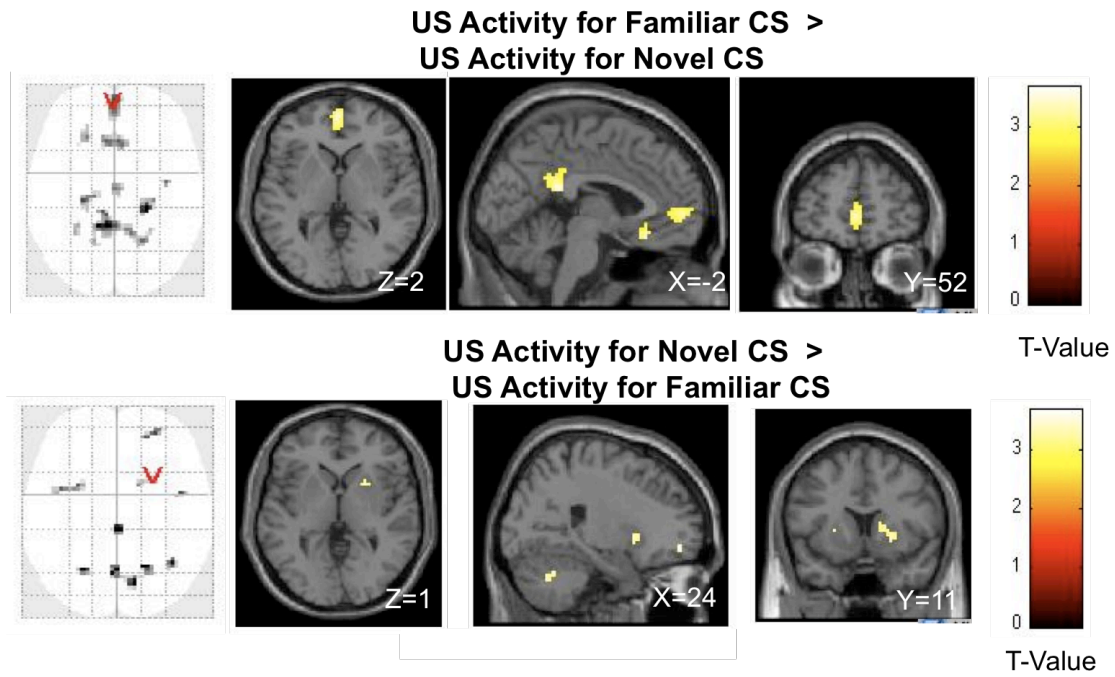 US Activity for Familiar CS >
US Activity for Novel CS
Z=2
X=-2
Y=52
3
2
1
0
T-Value
US Activity for Novel CS >
US Activity for Familiar CS
Z=1
X=24
Y=11
3
2
1
0
T-Value